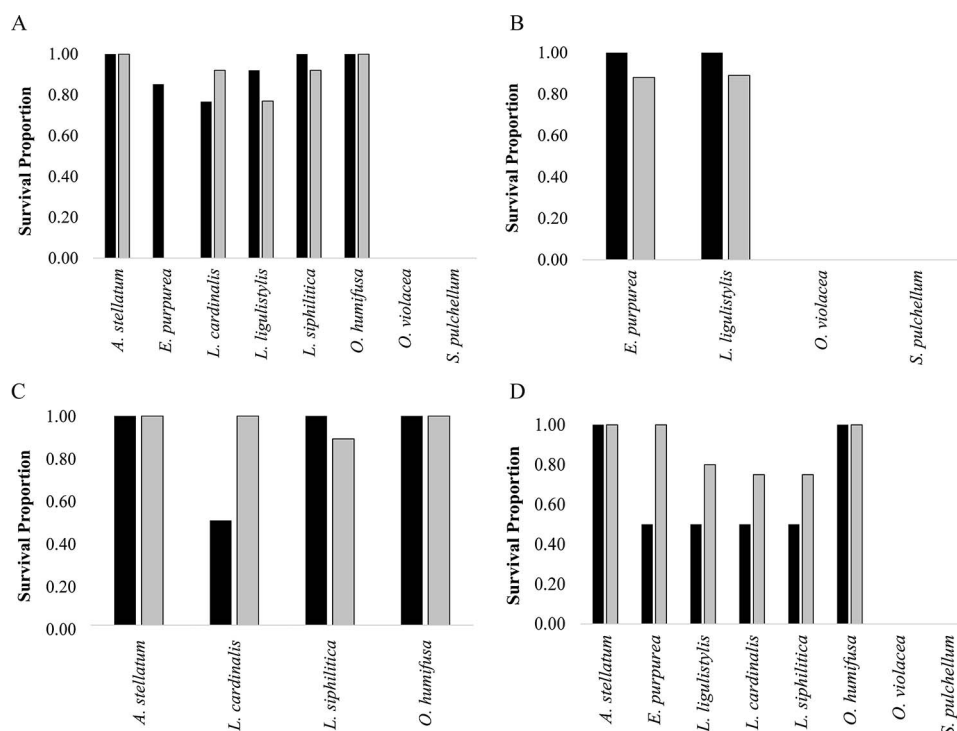 A
Survival Proportion
1.00
0.80
0.60
0.40
0.20
0.00
A. stellatum
E. purpurea
L. cardinalis
L. ligulistylis
L. siphilitica
O. humifusa
O. violacea
S. pulchellum
B
Survival Proportion
1.00
0.80
0.60
0.40
0.20
0.00
E. purpurea
L. ligulistylis
O. violacea
S. pulchellum
C
Survival Proportion
1.00
0.80
0.60
0.40
0.20
0.00
A. stellatum
L. cardinalis
L. siphilitica
O. humifusa
D
Survival Proportion
1.00
0.80
0.60
0.40
0.20
0.00
A. stellatum
E. purpurea
L. ligulistylis
L. cardinalis
L. siphilitica
O. humifusa
O. violacea
S. pulchellum